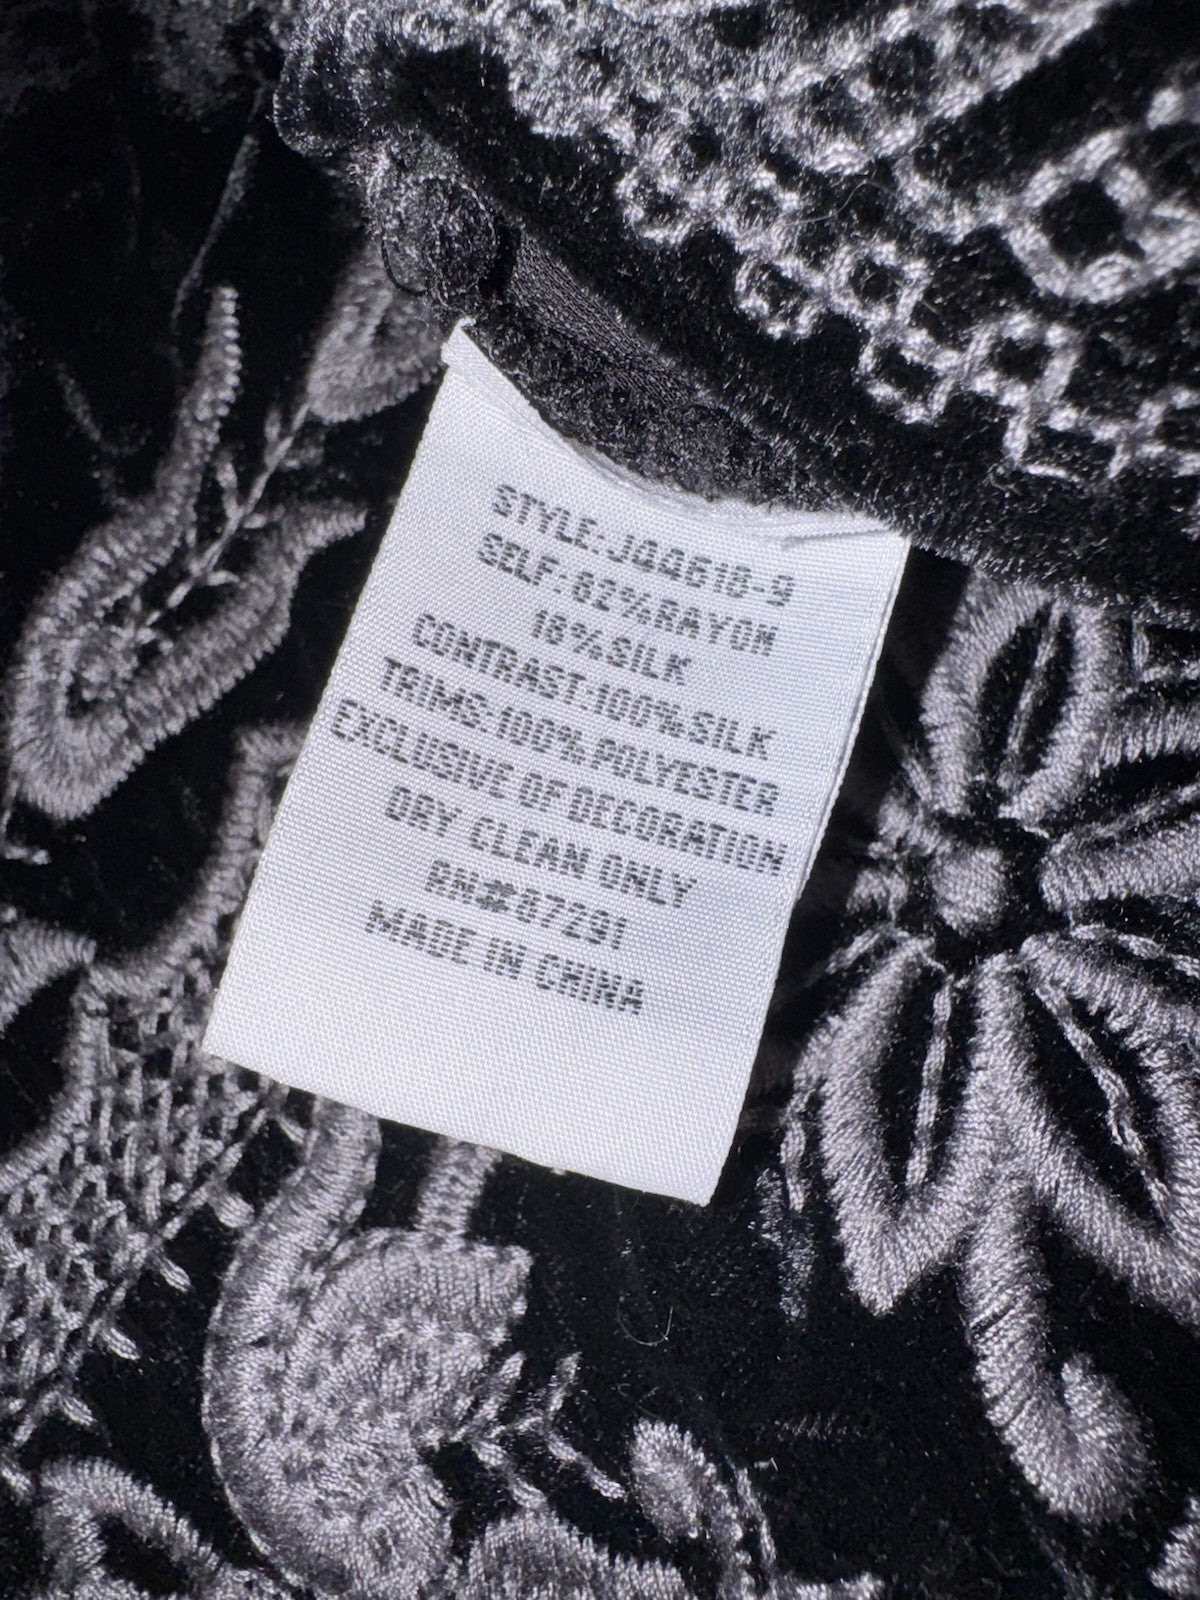 STYLE:JQQ618-9
SELF:82%RAYON
18%SILK
CONTRAST:100%SILK
TRIMS:100%POLYESTER
EXCLUSIVE OF DECORATION
DRY CLEAN ONLY
RN#87291
MADE IN CHINA